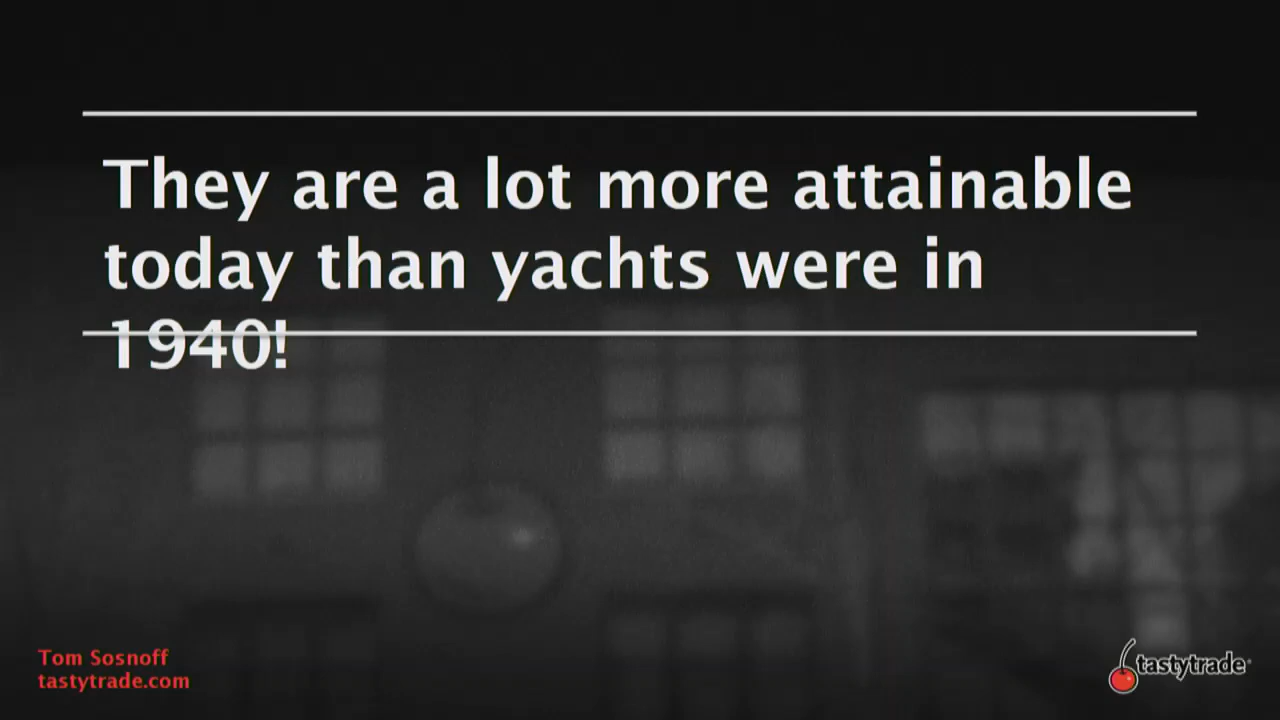 They are a lot more attainable
today than yachts were in
1940!
Tom Sosnoff
tastytrade.com
tastytrade